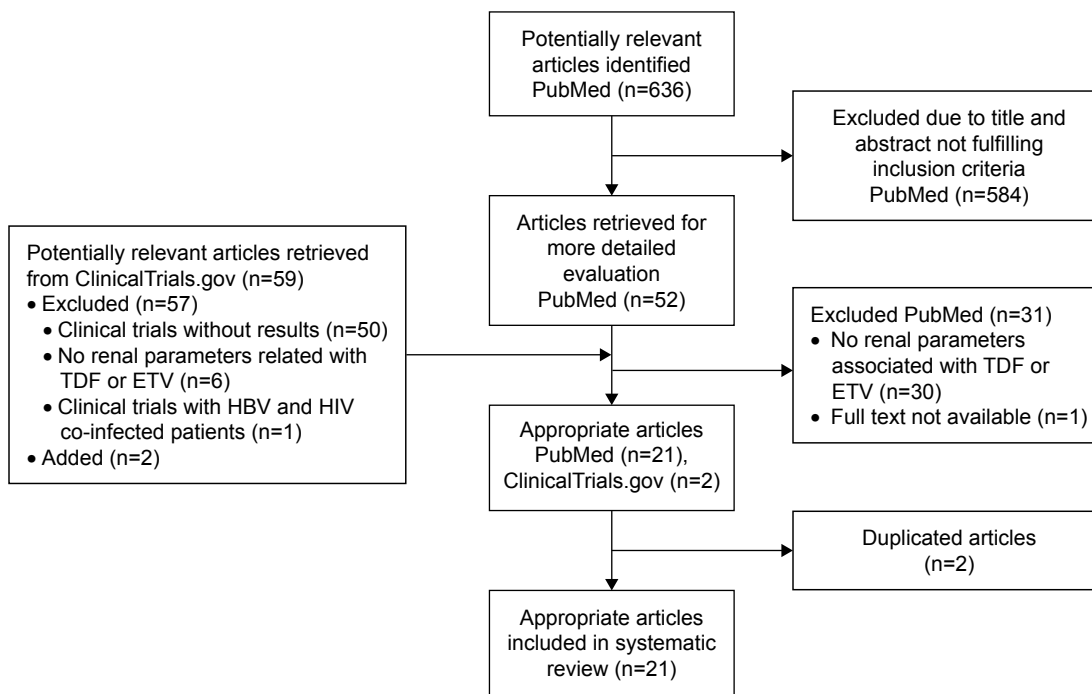 Potentially relevant
articles identified
PubMed (n=636)
Excluded due to title and
abstract not fulfilling
inclusion criteria
PubMed (n=584)
Articles retrieved for
more detailed
evaluation
PubMed (n=52)
Potentially relevant articles retrieved
from ClinicalTrials.gov (n=59)
• Excluded (n=57)
• Clinical trials without results (n=50)
• No renal parameters related with
TDF or ETV (n=6)
• Clinical trials with HBV and HIV
co-infected patients (n=1)
• Added (n=2)
Excluded PubMed (n=31)
• No renal parameters
associated with TDF or
ETV (n=30)
• Full text not available (n=1)
Appropriate articles
PubMed (n=21),
ClinicalTrials.gov (n=2)
Duplicated articles
(n=2)
Appropriate articles
included in systematic
review (n=21)